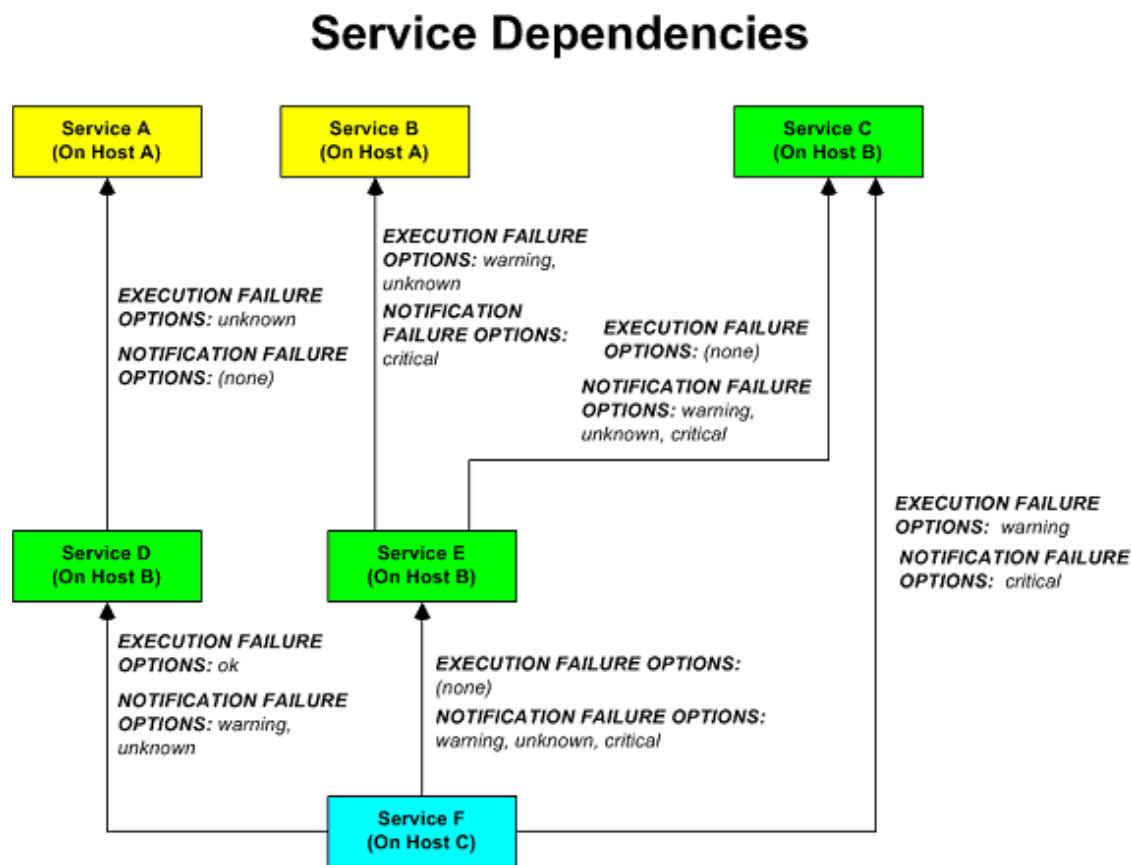 Service Dependencies
Service A
(On Host A)
Service B
(On Host A)
Service C
(On Host B)
EXECUTION FAILURE
OPTIONS: warning,
unknown
NOTIFICATION
FAILURE OPTIONS:
critical
EXECUTION FAILURE
OPTIONS: unknown
NOTIFICATION FAILURE
OPTIONS: (none)
EXECUTION FAILURE
OPTIONS: (none)
NOTIFICATION FAILURE
OPTIONS: warning,
unknown, critical
EXECUTION FAILURE
OPTIONS: warning
NOTIFICATION FAILURE
OPTIONS: critical
Service D
(On Host B)
Service E
(On Host B)
EXECUTION FAILURE
OPTIONS: ok
NOTIFICATION FAILURE
OPTIONS: warning,
unknown
EXECUTION FAILURE OPTIONS:
(none)
NOTIFICATION FAILURE OPTIONS:
warning, unknown, critical
Service F
(On Host C)